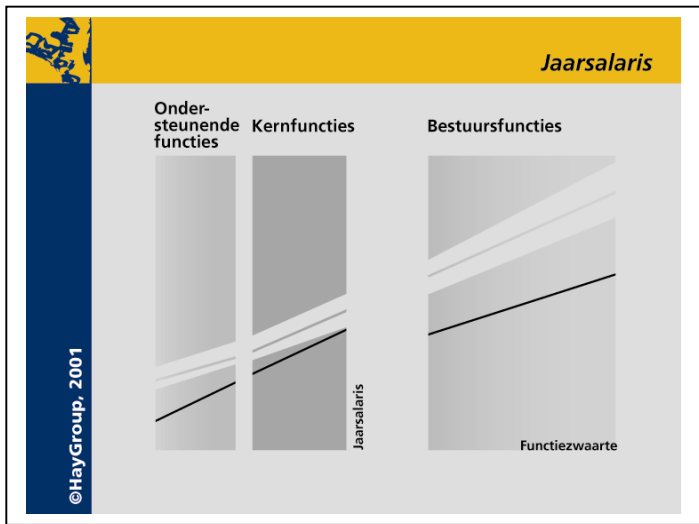 Jaarsalaris
Onder-
steunende
functies
Kernfuncties
Bestuursfuncties
Jaarsalaris
Functiezwaarte
©HayGroup, 2001